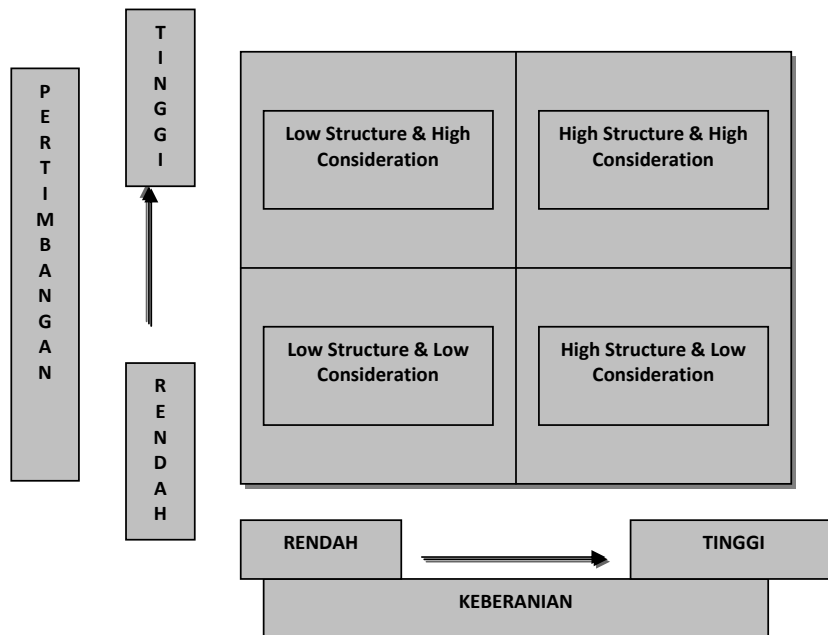 PERTIMBANGAN
TINGGI
RENDAH
Low Structure & High
Consideration
High Structure & High
Consideration
Low Structure & Low
Consideration
High Structure & Low
Consideration
RENDAH
TINGGI
KEBERANIAN